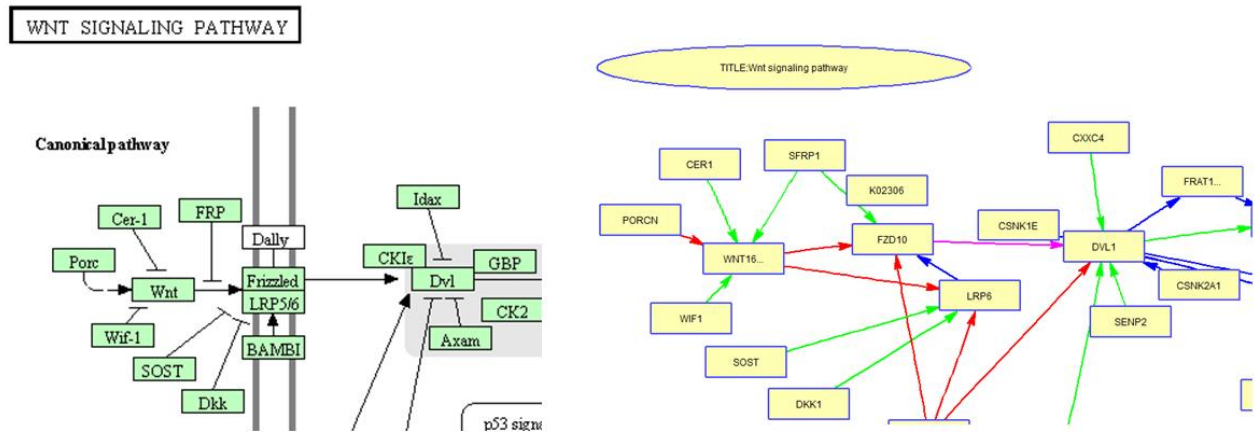 WNT SIGNALING PATHWAY
Canonical pathway
Cer-1
FRP
Dally
Idax
Porc
Wnt
Frizzled
CKIε
Dvl
GBP
LRP5/6
Wif-1
CK2
SOST
BAMBI
Axam
Dkk
TITLE:Wnt signaling pathway
CXXC4
CER1
SFRP1
K02306
FRAT1...
PORCN
CSNK1E
FZD10
DVL1
WNT16...
CSNK2A1
LRP6
WIF1
SENP2
SOST
DKK1
p53 signa